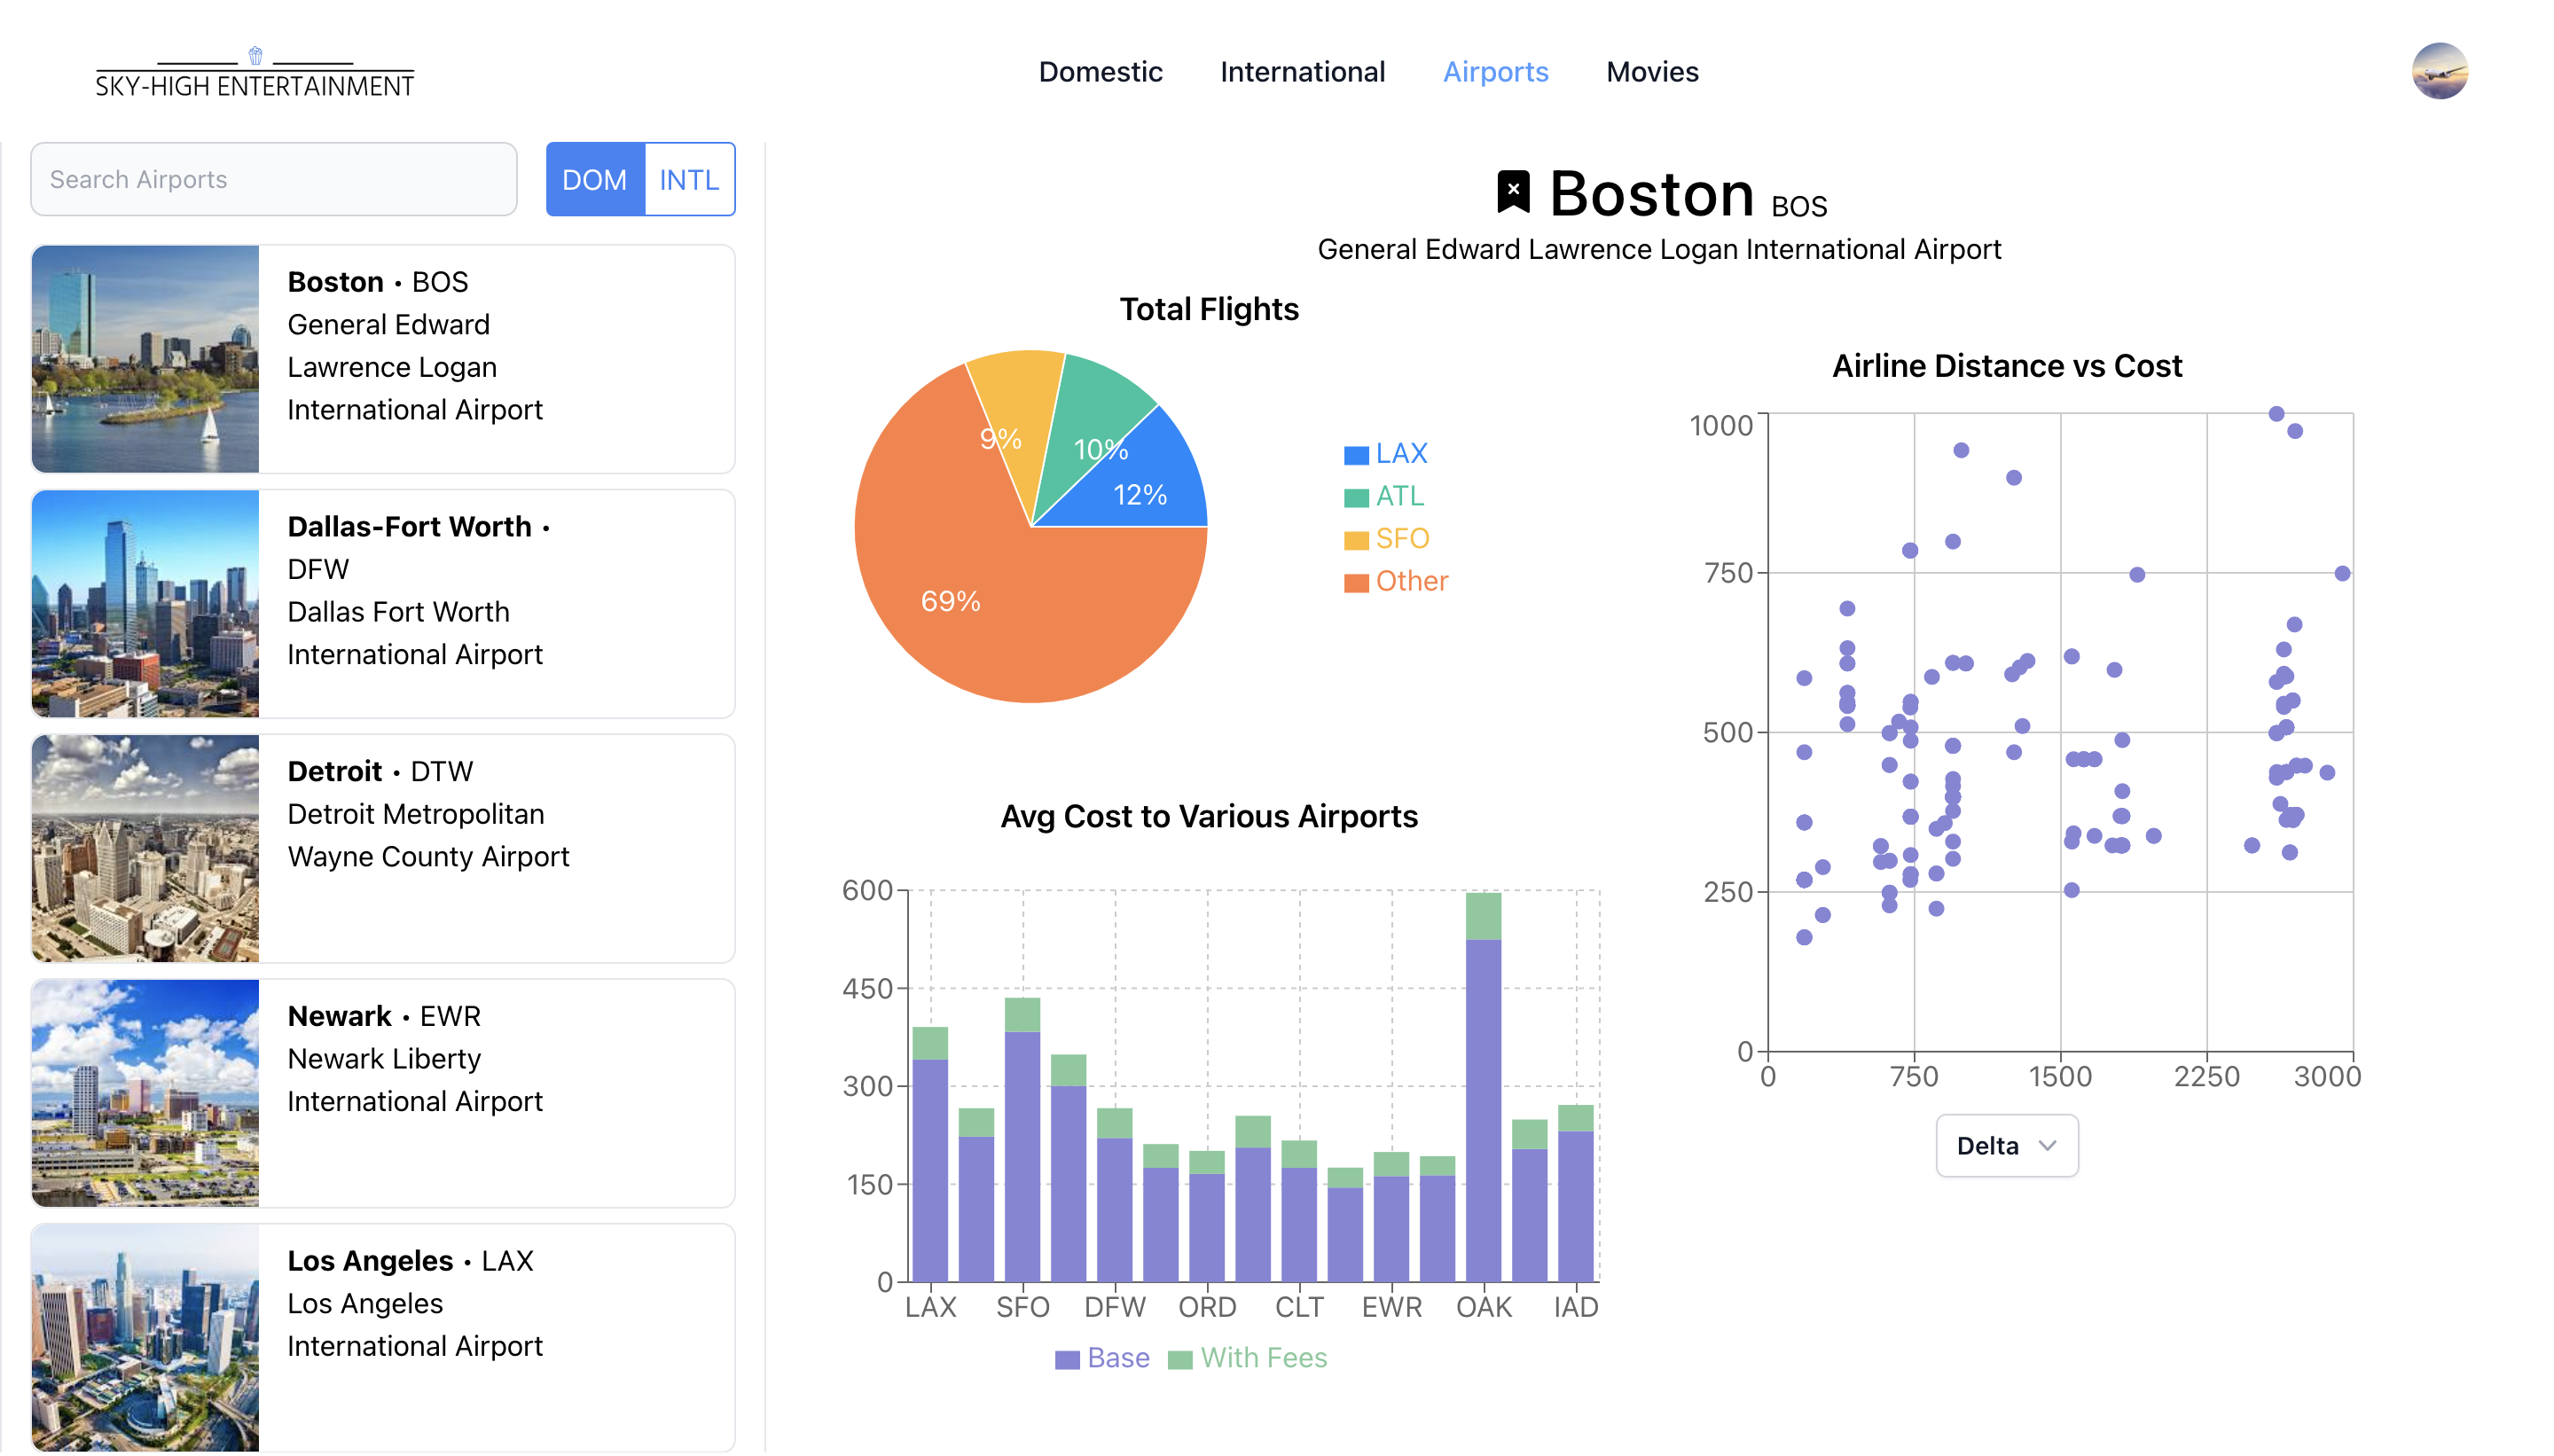 SKY-HIGH ENTERTAINMENT
Domestic
International
Airports
Movies
Search Airports
DOM
INTL
Boston • BOS
General Edward
Lawrence Logan
International Airport
Dallas-Fort Worth •
DFW
Dallas Fort Worth
International Airport
Detroit • DTW
Detroit Metropolitan
Wayne County Airport
Newark • EWR
Newark Liberty
International Airport
Los Angeles • LAX
Los Angeles
International Airport
Boston BOS
General Edward Lawrence Logan International Airport
Total Flights
9%
10%
12%
69%
LAX
ATL
SFO
Other
Avg Cost to Various Airports
600
450
300
150
0
LAX SFO DFW ORD CLT EWR OAK IAD
Base With Fees
Airline Distance vs Cost
1000
750
500
250
0
0 750 1500 2250 3000
Delta